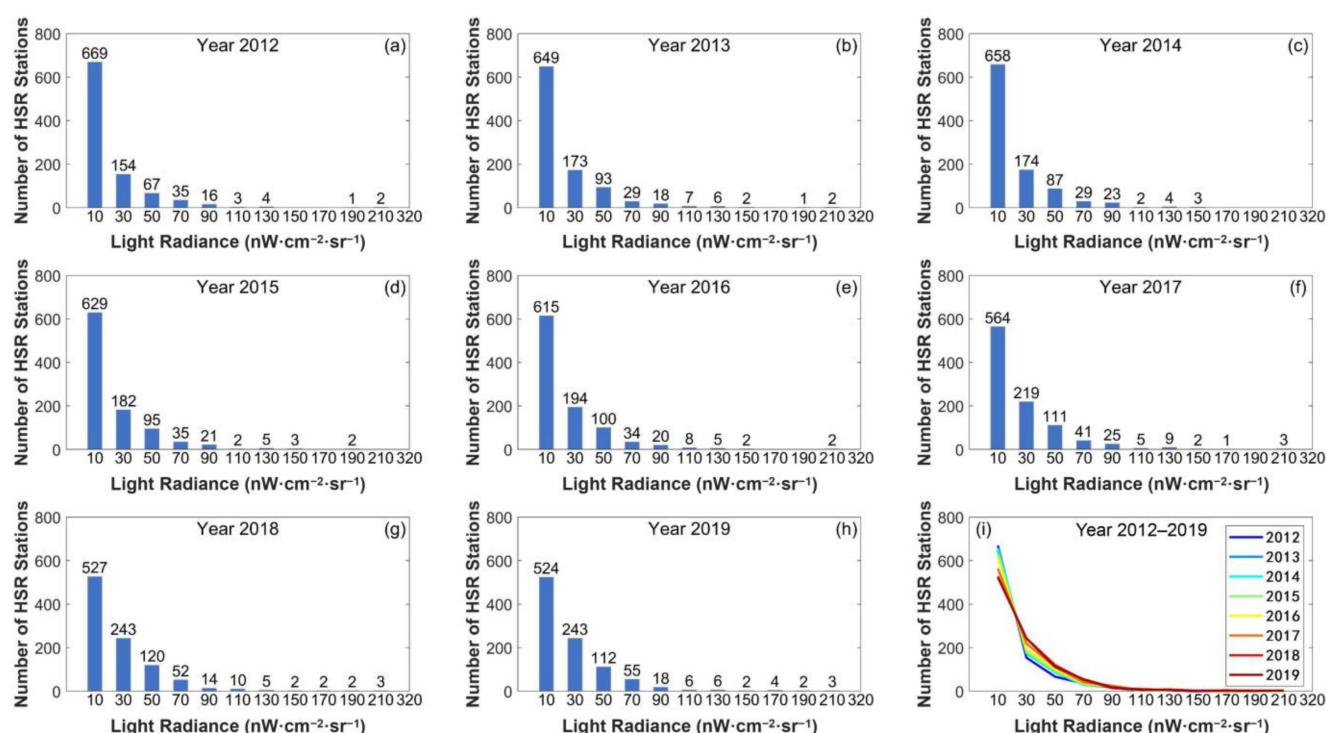 Year 2012 (a)
Number of HSR Stations
800
600
400
200
0
669 154 67 35 16 3 4 1 2
10 30 50 70 90 110 130 150 170 190 210 320
Light Radiance (nW·cm⁻²·sr⁻¹)
Year 2013 (b)
Number of HSR Stations
800
600
400
200
0
649 173 93 29 18 7 6 2 1 2
10 30 50 70 90 110 130 150 170 190 210 320
Light Radiance (nW·cm⁻²·sr⁻¹)
Year 2014 (c)
Number of HSR Stations
800
600
400
200
0
658 174 87 29 23 2 4 3
10 30 50 70 90 110 130 150 170 190 210 320
Light Radiance (nW·cm⁻²·sr⁻¹)
Year 2015 (d)
Number of HSR Stations
800
600
400
200
0
629 182 95 35 21 2 5 3 2
10 30 50 70 90 110 130 150 170 190 210 320
Light Radiance (nW·cm⁻²·sr⁻¹)
Year 2016 (e)
Number of HSR Stations
800
600
400
200
0
615 194 100 34 20 8 5 2 2
10 30 50 70 90 110 130 150 170 190 210 320
Light Radiance (nW·cm⁻²·sr⁻¹)
Year 2017 (f)
Number of HSR Stations
800
600
400
200
0
564 219 111 41 25 5 9 2 1 3
10 30 50 70 90 110 130 150 170 190 210 320
Light Radiance (nW·cm⁻²·sr⁻¹)
Year 2018 (g)
Number of HSR Stations
800
600
400
200
0
527 243 120 52 14 10 5 2 2 2 3
10 30 50 70 90 110 130 150 170 190 210 320
Light Radiance (nW·cm⁻²·sr⁻¹)
Year 2019 (h)
Number of HSR Stations
800
600
400
200
0
524 243 112 55 18 6 6 2 4 2 3
10 30 50 70 90 110 130 150 170 190 210 320
Light Radiance (nW·cm⁻²·sr⁻¹)
(i) Year 2012–2019
Number of HSR Stations
800
600
400
200
0
2012
2013
2014
2015
2016
2017
2018
2019
10 30 50 70 90 110 130 150 170 190 210 320
Light Radiance (nW·cm⁻²·sr⁻¹)